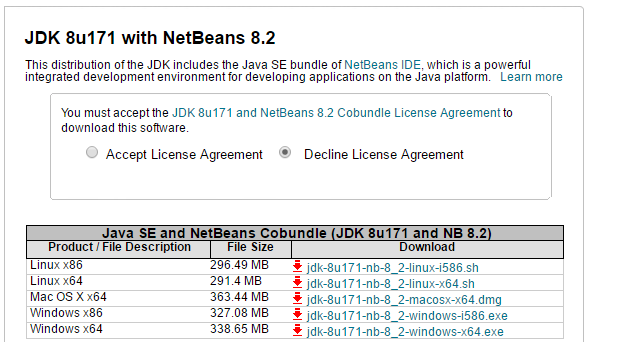 JDK 8u171 with NetBeans 8.2
This distribution of the JDK includes the Java SE bundle of NetBeans IDE, which is a powerful
integrated development environment for developing applications on the Java platform. Learn more
You must accept the JDK 8u171 and NetBeans 8.2 Cobundle License Agreement to
download this software.
Accept License Agreement Decline License Agreement
Java SE and NetBeans Cobundle (JDK 8u171 and NB 8.2)
Product / File Description File Size Download
Linux x86 296.49 MB jdk-8u171-nb-8_2-linux-i586.sh
Linux x64 291.4 MB jdk-8u171-nb-8_2-linux-x64.sh
Mac OS X x64 363.44 MB jdk-8u171-nb-8_2-macosx-x64.dmg
Windows x86 327.08 MB jdk-8u171-nb-8_2-windows-i586.exe
Windows x64 338.65 MB jdk-8u171-nb-8_2-windows-x64.exe